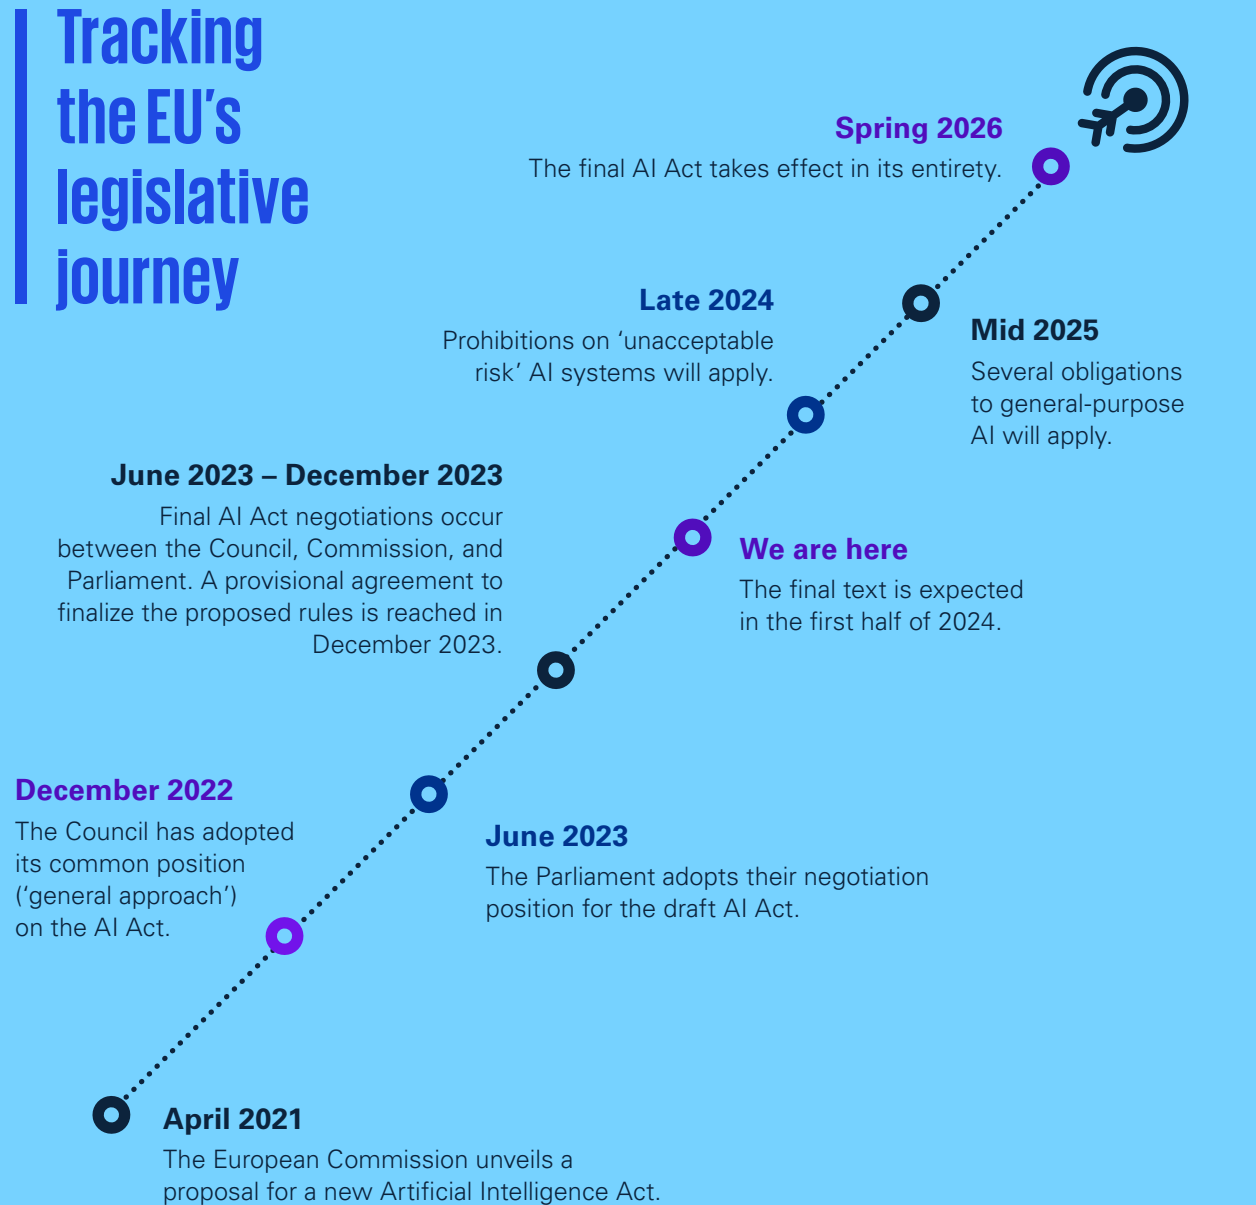 Tracking
the EU's
legislative
journey
Spring 2026
The final AI Act takes effect in its entirety.
Late 2024
Prohibitions on ‘unacceptable
risk’ AI systems will apply.
Mid 2025
Several obligations
to general-purpose
AI will apply.
June 2023 – December 2023
Final AI Act negotiations occur
between the Council, Commission, and
Parliament. A provisional agreement to
finalize the proposed rules is reached in
December 2023.
We are here
The final text is expected
in the first half of 2024.
December 2022
The Council has adopted
its common position
(‘general approach’)
on the AI Act.
June 2023
The Parliament adopts their negotiation
position for the draft AI Act.
April 2021
The European Commission unveils a
proposal for a new Artificial Intelligence Act.